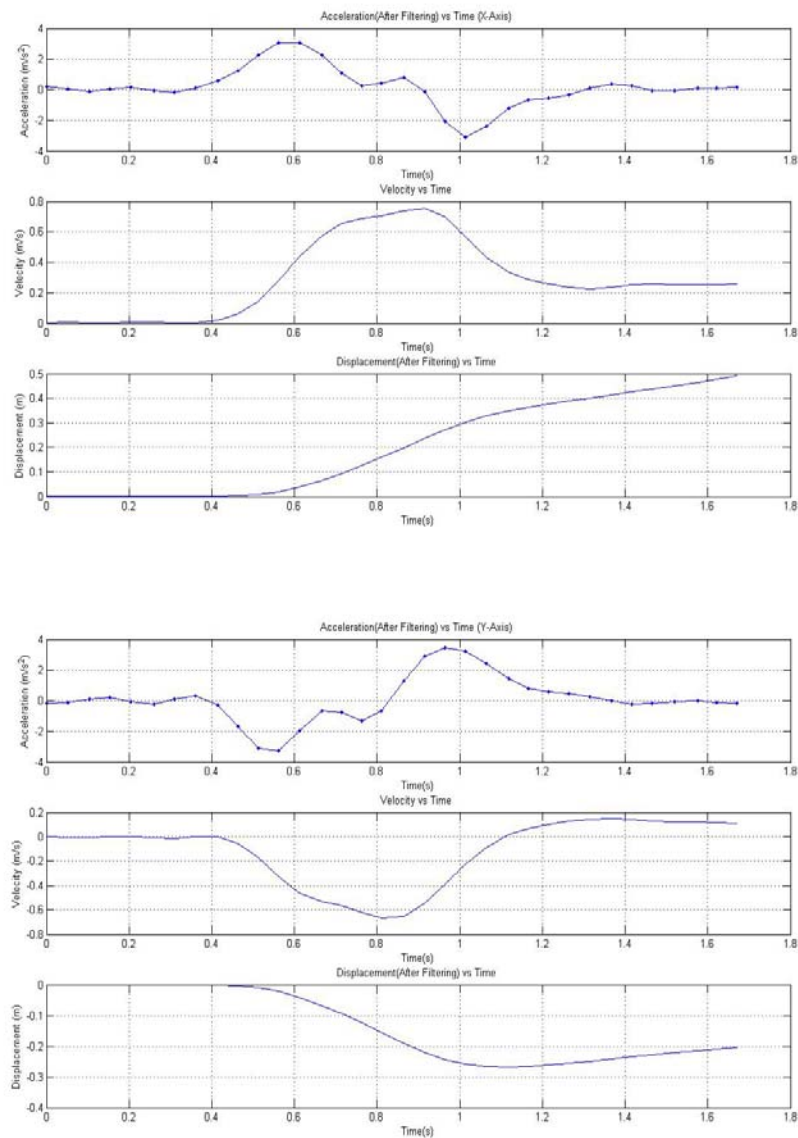 Acceleration(After Filtering) vs Time (X-Axis)
Acceleration (m/s²)
4
2
0
-2
-4
0 0.2 0.4 0.6 0.8 1 1.2 1.4 1.6 1.8
Time(s)
Velocity vs Time
Velocity (m/s)
0.8
0.6
0.4
0.2
0
0 0.2 0.4 0.6 0.8 1 1.2 1.4 1.6 1.8
Time(s)
Displacement(After Filtering) vs Time
Displacement (m)
0.5
0.4
0.3
0.2
0.1
0
0 0.2 0.4 0.6 0.8 1 1.2 1.4 1.6 1.8
Time(s)
Acceleration(After Filtering) vs Time (Y-Axis)
Acceleration (m/s²)
4
2
0
-2
-4
0 0.2 0.4 0.6 0.8 1 1.2 1.4 1.6 1.8
Time(s)
Velocity vs Time
Velocity (m/s)
0.2
0
-0.2
-0.4
-0.6
-0.8
0 0.2 0.4 0.6 0.8 1 1.2 1.4 1.6 1.8
Time(s)
Displacement(After Filtering) vs Time
Displacement (m)
0
-0.1
-0.2
-0.3
-0.4
0 0.2 0.4 0.6 0.8 1 1.2 1.4 1.6 1.8
Time(s)